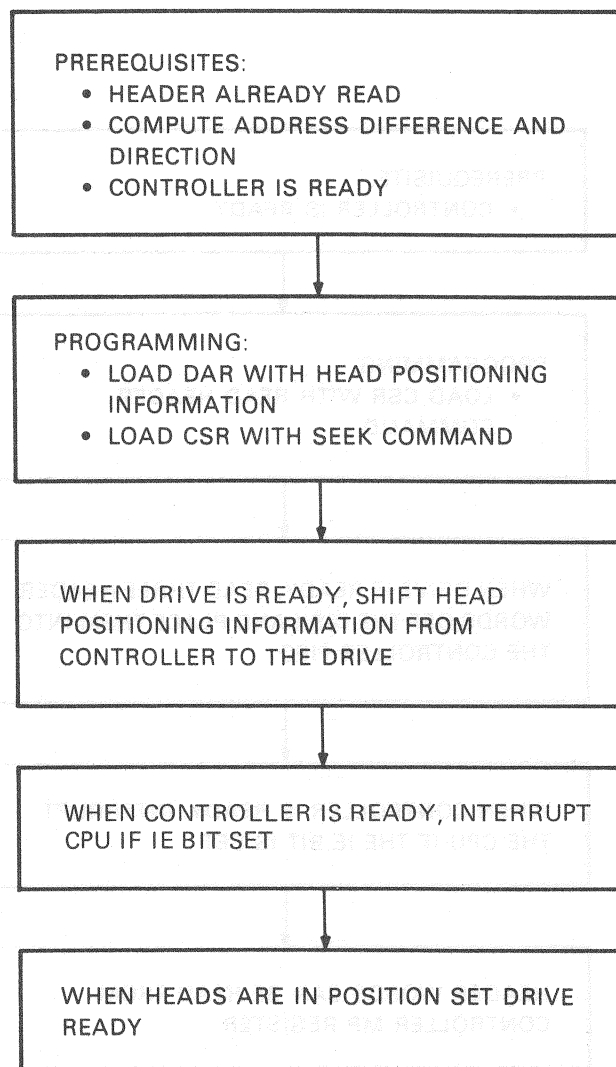 PREREQUISITES:
• HEADER ALREADY READ
• COMPUTE ADDRESS DIFFERENCE AND
DIRECTION
• CONTROLLER IS READY
PROGRAMMING:
• LOAD DAR WITH HEAD POSITIONING
INFORMATION
• LOAD CSR WITH SEEK COMMAND
WHEN DRIVE IS READY, SHIFT HEAD
POSITIONING INFORMATION FROM
CONTROLLER TO THE DRIVE
WHEN CONTROLLER IS READY, INTERRUPT
CPU IF IE BIT SET
WHEN HEADS ARE IN POSITION SET DRIVE
READY